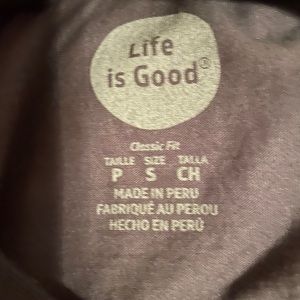 Life
is Good®
Classic Fit
TAILLE SIZE TALLA
P S CH
MADE IN PERU
FABRIQUÉ AU PEROU
HECHO EN PERÚ